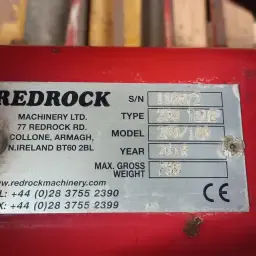 REDROCK
MACHINERY LTD.
77 REDROCK RD.
COLLONE, ARMAGH,
N.IRELAND BT60 2BL
S/N
TYPE
MODEL
YEAR
MAX. GROSS
WEIGHT
www.redrockmachinery.com
L: +44 (0)28 3755 2390
X: +44 (0)28 3755 2399
CE